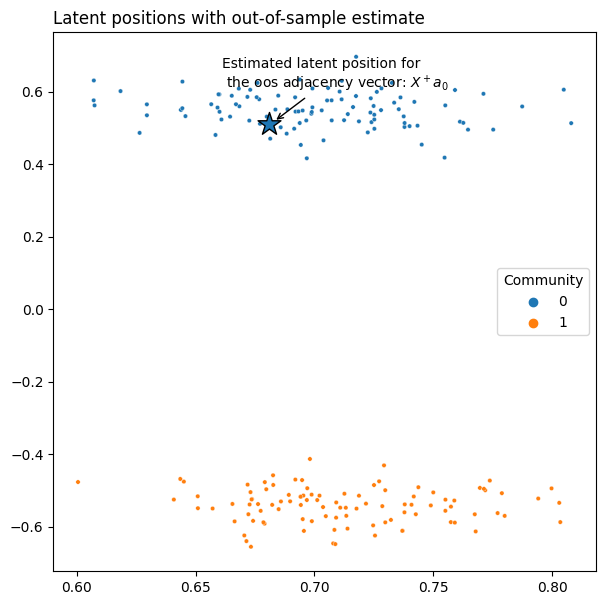 Latent positions with out-of-sample estimate
Estimated latent position for
the oos adjacency vector: $X^+a_0$
0.6
0.4
0.2
0.0
−0.2
−0.4
−0.6
Community
0
1
0.60 0.65 0.70 0.75 0.80